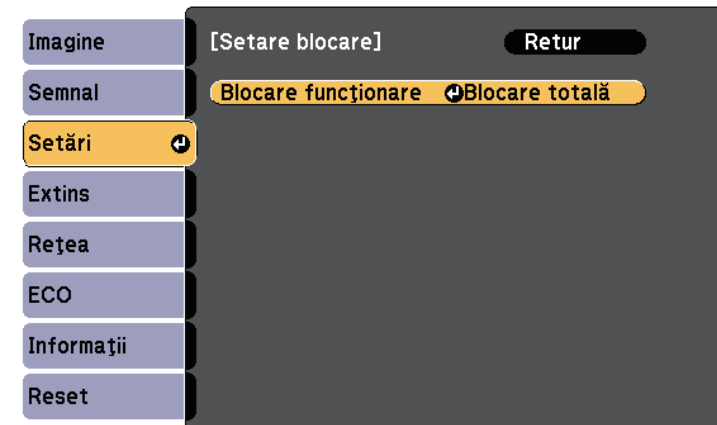 Imagine
Semnal
Setări
Extins
Reţea
ECO
Informaţii
Reset
[Setare blocare] Retur
Blocare funcţionare Blocare totală